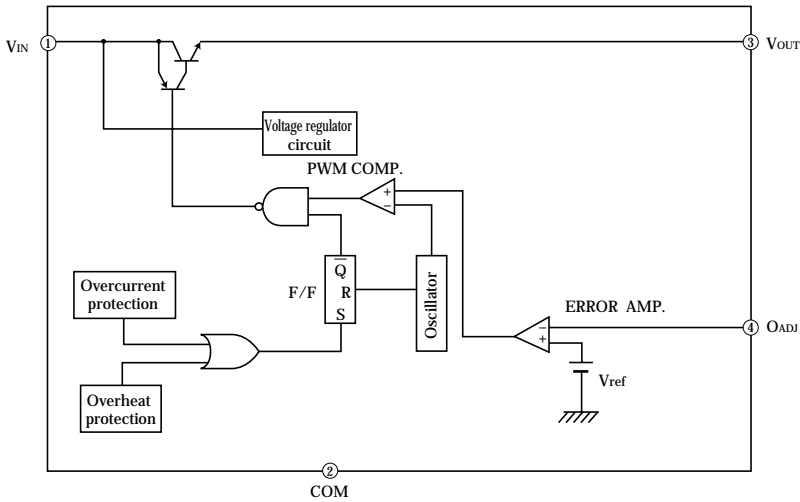 VIN
1
3
VOUT
Voltage regulator
circuit
PWM COMP.
+
−
Q
F/F
R
S
Oscillator
Overcurrent
protection
Overheat
protection
ERROR AMP.
−
+
4
OADJ
Vref
2
COM